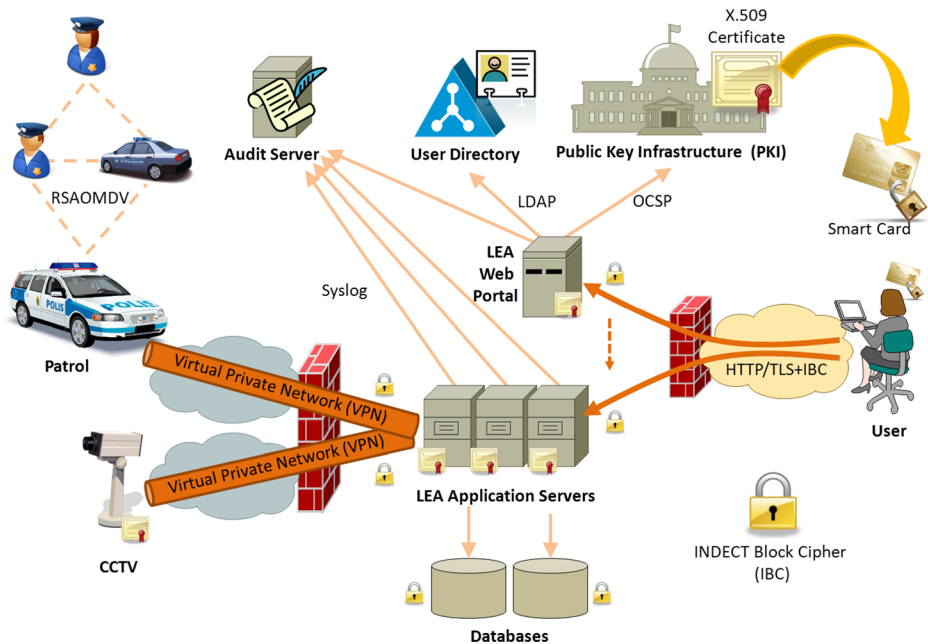 X.509
Certificate
Audit Server
User Directory
Public Key Infrastructure (PKI)
RSAOMDV
LDAP
OCSP
Smart Card
LEA
Web
Portal
Syslog
POLIS
POLIS
Patrol
Virtual Private Network (VPN)
HTTP/TLS+IBC
User
Virtual Private Network (VPN)
LEA Application Servers
CCTV
INDECT Block Cipher
(IBC)
Databases